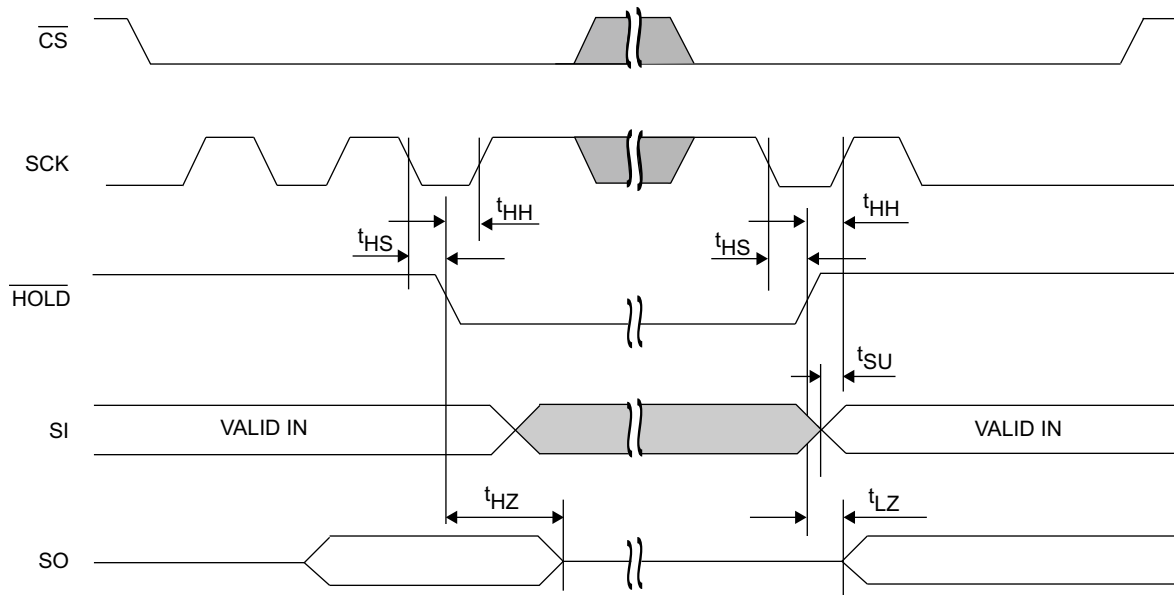 CS
SCK
tHH
tHH
tHS
tHS
HOLD
tSU
SI
VALID IN
VALID IN
tHZ
tLZ
SO